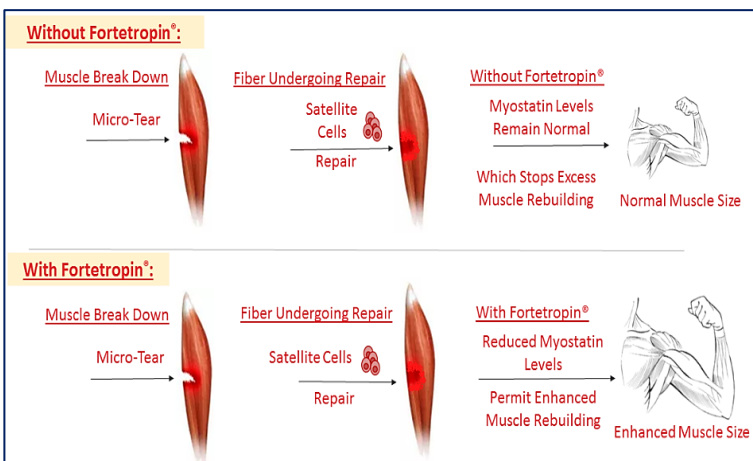 Without Fortetropin®:
Muscle Break Down
Micro-Tear
Fiber Undergoing Repair
Satellite
Cells
Repair
Without Fortetropin®
Myostatin Levels
Remain Normal
Which Stops Excess
Muscle Rebuilding
Normal Muscle Size
With Fortetropin®:
Muscle Break Down
Micro-Tear
Fiber Undergoing Repair
Satellite Cells
Repair
With Fortetropin®
Reduced Myostatin
Levels
Permit Enhanced
Muscle Rebuilding
Enhanced Muscle Size